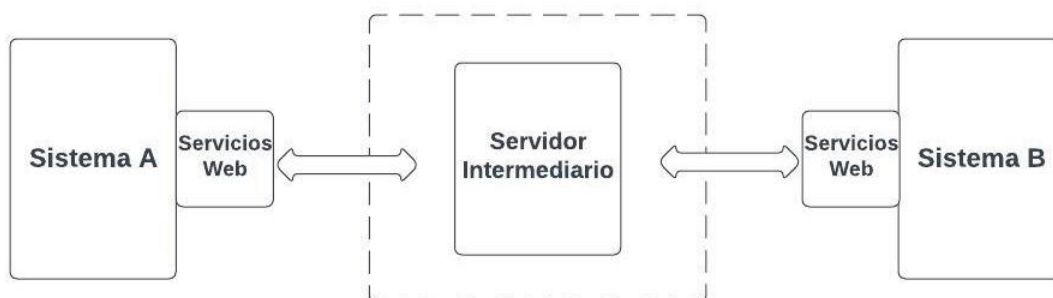 Sistema A
Servicios
Web
Servidor
Intermediario
Servicios
Web
Sistema B